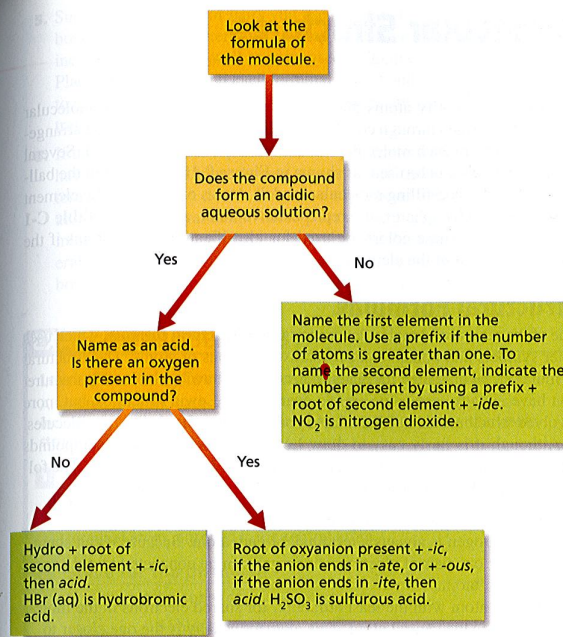 Look at the
formula of
the molecule.
Does the compound
form an acidic
aqueous solution?
Yes
No
Name as an acid.
Is there an oxygen
present in the
compound?
Name the first element in the
molecule. Use a prefix if the number
of atoms is greater than one. To
name the second element, indicate the
number present by using a prefix +
root of second element + -ide.
NO₂ is nitrogen dioxide.
No
Yes
Hydro + root of
second element + -ic,
then acid.
HBr (aq) is hydrobromic
acid.
Root of oxyanion present + -ic,
if the anion ends in -ate, or + -ous,
if the anion ends in -ite, then
acid. H₂SO₃ is sulfurous acid.